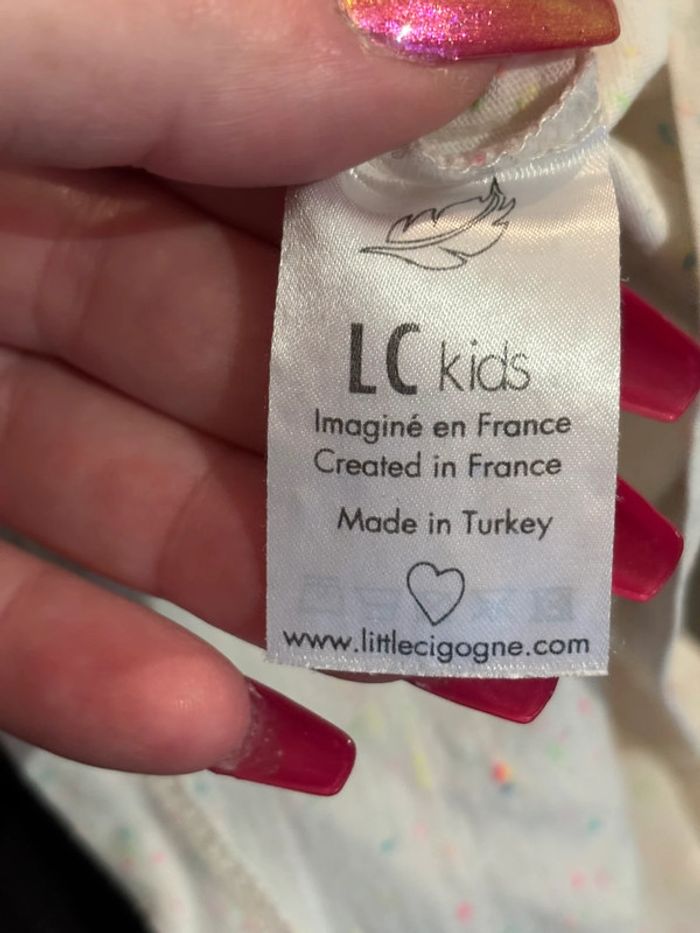 LC kids
Imaginé en France
Created in France
Made in Turkey
www.littlecigogne.com